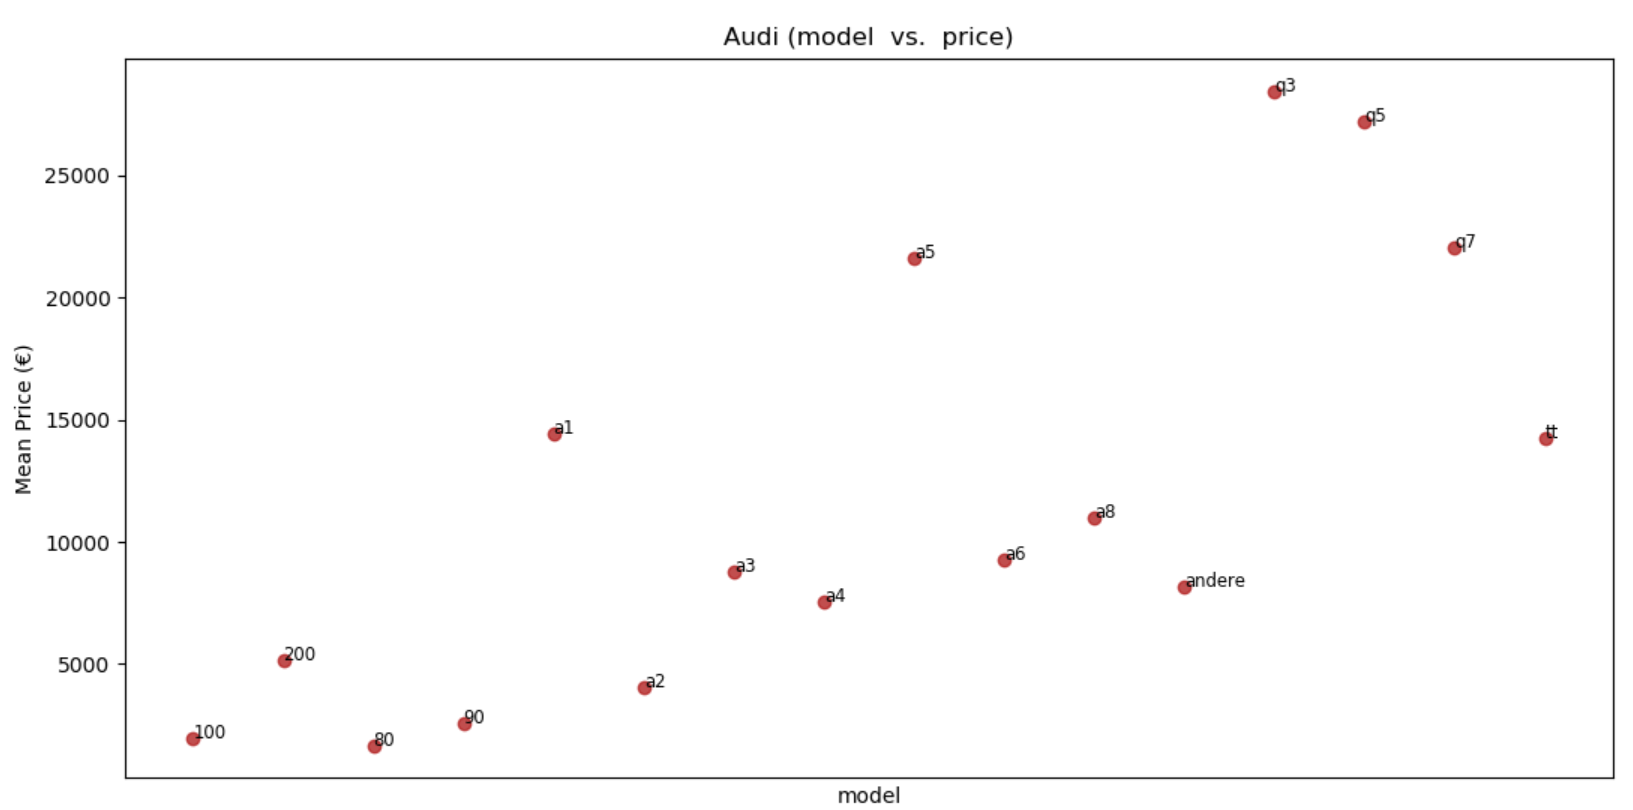 Audi (model  vs.  price)
q3
q5
25000
q7
a5
20000
Mean Price (€)
15000
a1
tt
a8
10000
a6
a3
andere
a4
5000
200
a2
90
100
80
model